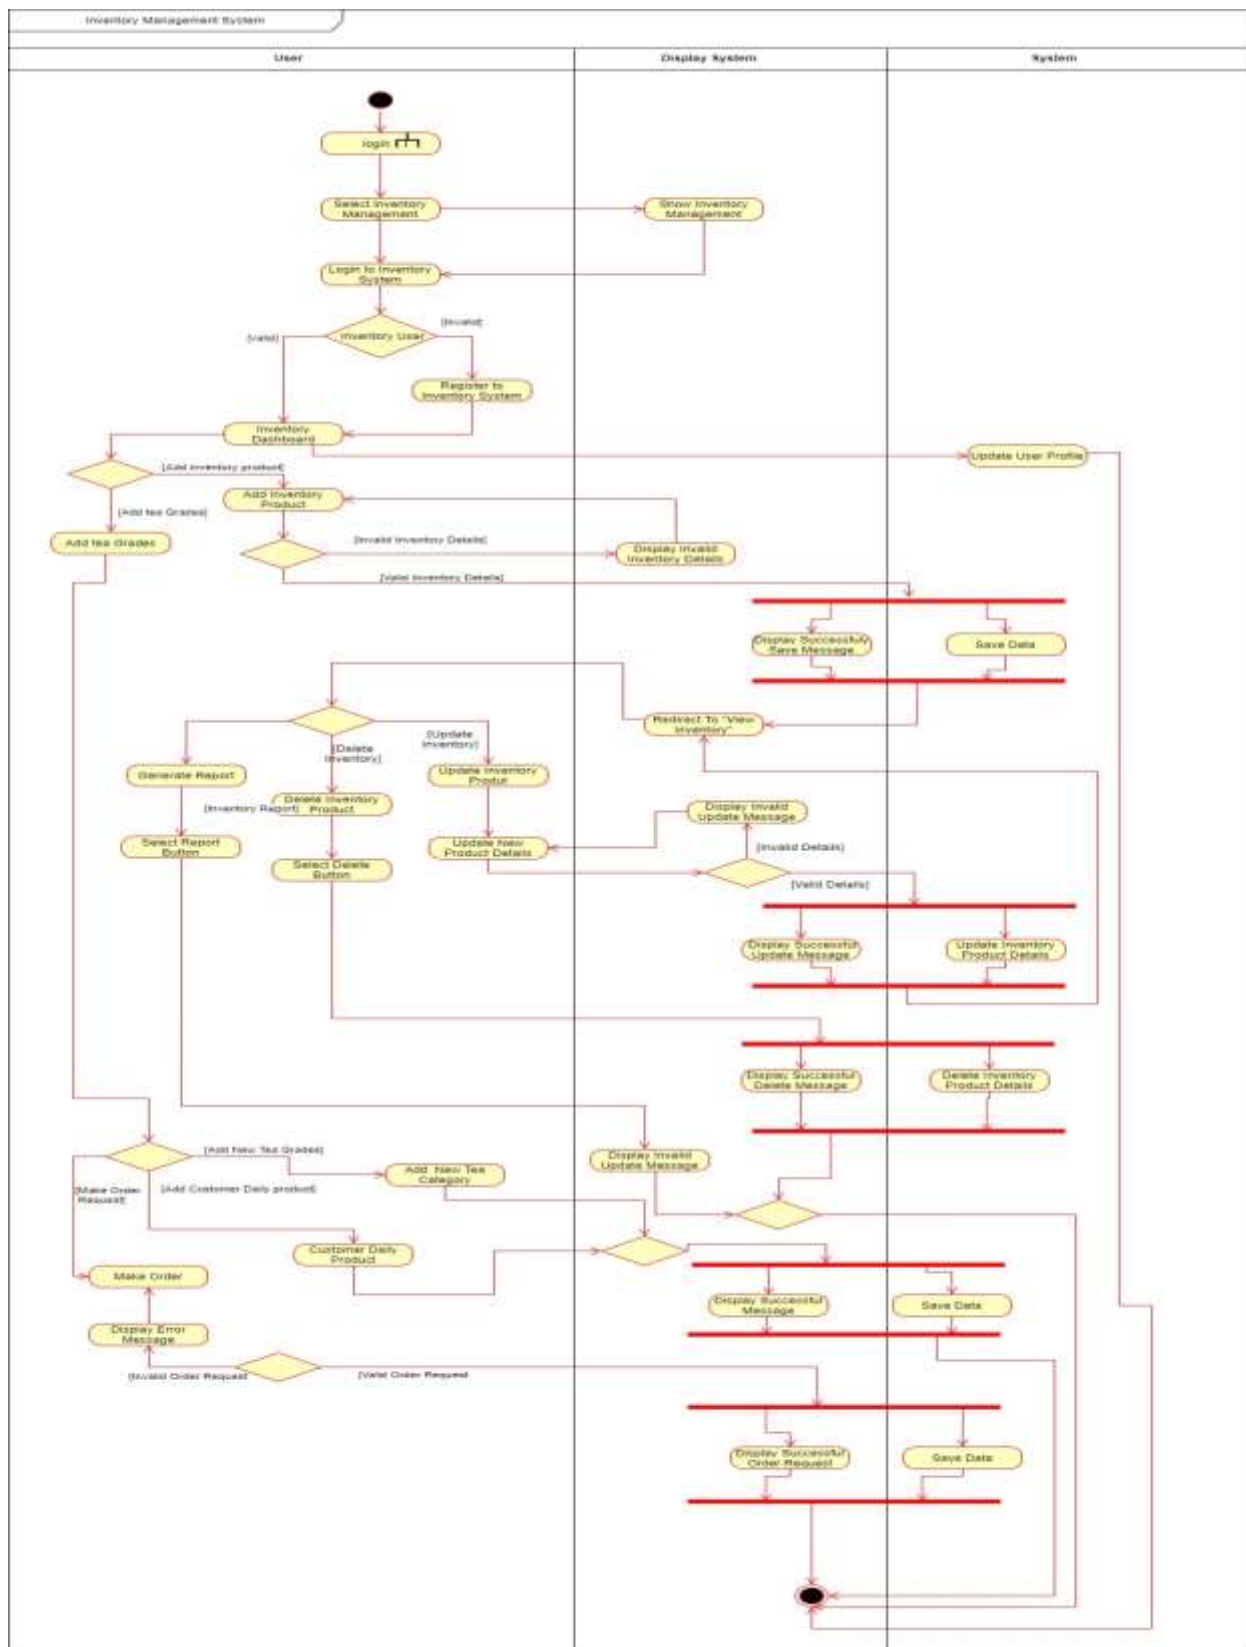 Inventory Management System
User
Display System
System
login
Select Inventory
Management
Show Inventory
Management
Login to Inventory
System
[Valid]
Inventory User
[Invalid]
Register to
Inventory System
Inventory
Dashboard
Update User Profile
[Add inventory product]
Add Inventory
Product
[Add tea Grades]
Add tea Grades
[Invalid Inventory Details]
Display Invalid
Inventory Details
[Valid Inventory Details]
Display Successfuly
Save Message
Save Data
Redirect To "View
Inventory"
[Update
Inventory]
[Delete
Inventory]
Generate Report
Update Inventory
Produt
[Inventory Report]
Delete Inventory
Product
Display Invalid
Update Message
Select Report
Button
Update New
Product Details
[Invalid Details]
Select Delete
Button
[Valid Details]
Display Successful
Update Message
Update Inventory
Product Details
Display Successful
Delete Message
Delete Inventory
Product Details
[Add New Tea Grades]
Display Invalid
Update Message
Add New Tea
Category
[Make Order
Request]
[Add Customer Daily product]
Customer Daily
Product
Make Order
Display Successful
Message
Save Data
Display Error
Message
[Invalid Order Request
[Valid Order Request
Display Successful
Order Request
Save Data